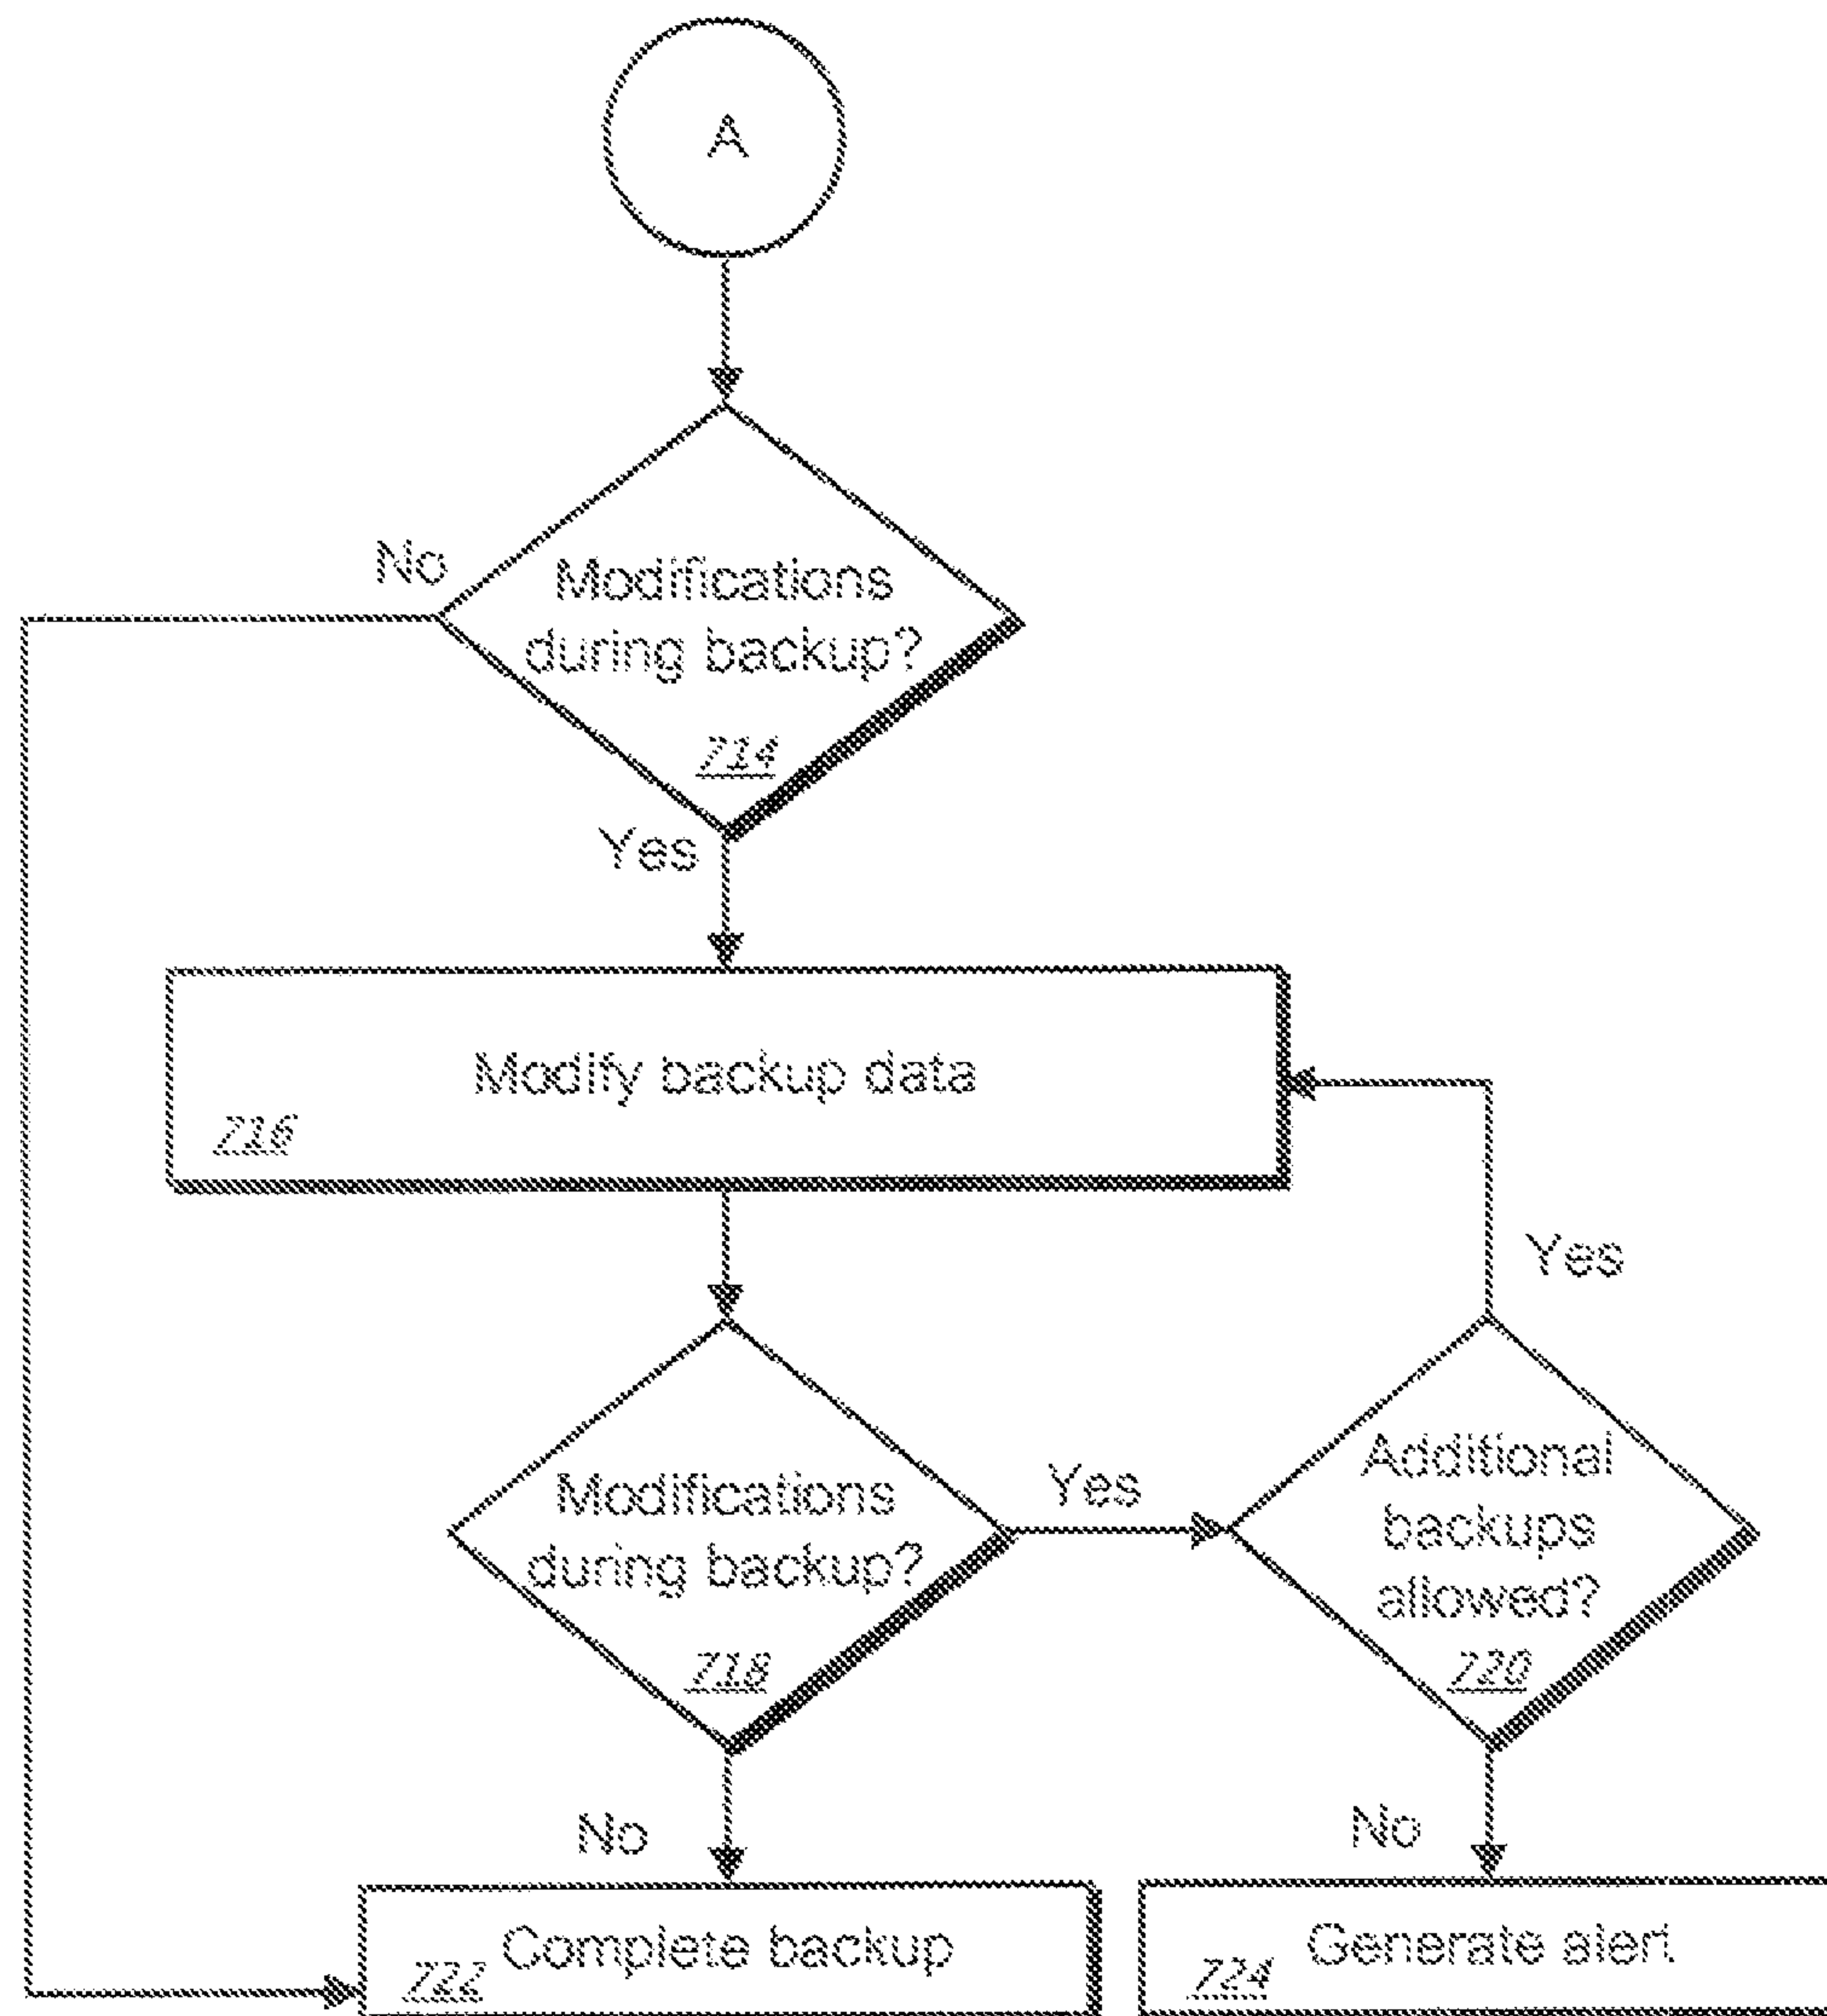 A
No
Modifications
during backup?
714
Yes
Modify backup data
716
Yes
Modifications
during backup?
718
Yes
Additional
backups
allowed?
720
No
No
Complete backup
722
Generate alert
724